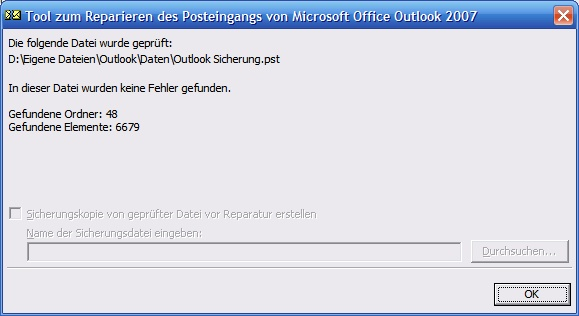 Tool zum Reparieren des Posteingangs von Microsoft Office Outlook 2007
Die folgende Datei wurde geprüft:
D:\Eigene Dateien\Outlook\Daten\Outlook Sicherung.pst
In dieser Datei wurden keine Fehler gefunden.
Gefundene Ordner: 48
Gefundene Elemente: 6679
Sicherungskopie von geprüfter Datei vor Reparatur erstellen
Name der Sicherungsdatei eingeben:
Durchsuchen...
OK